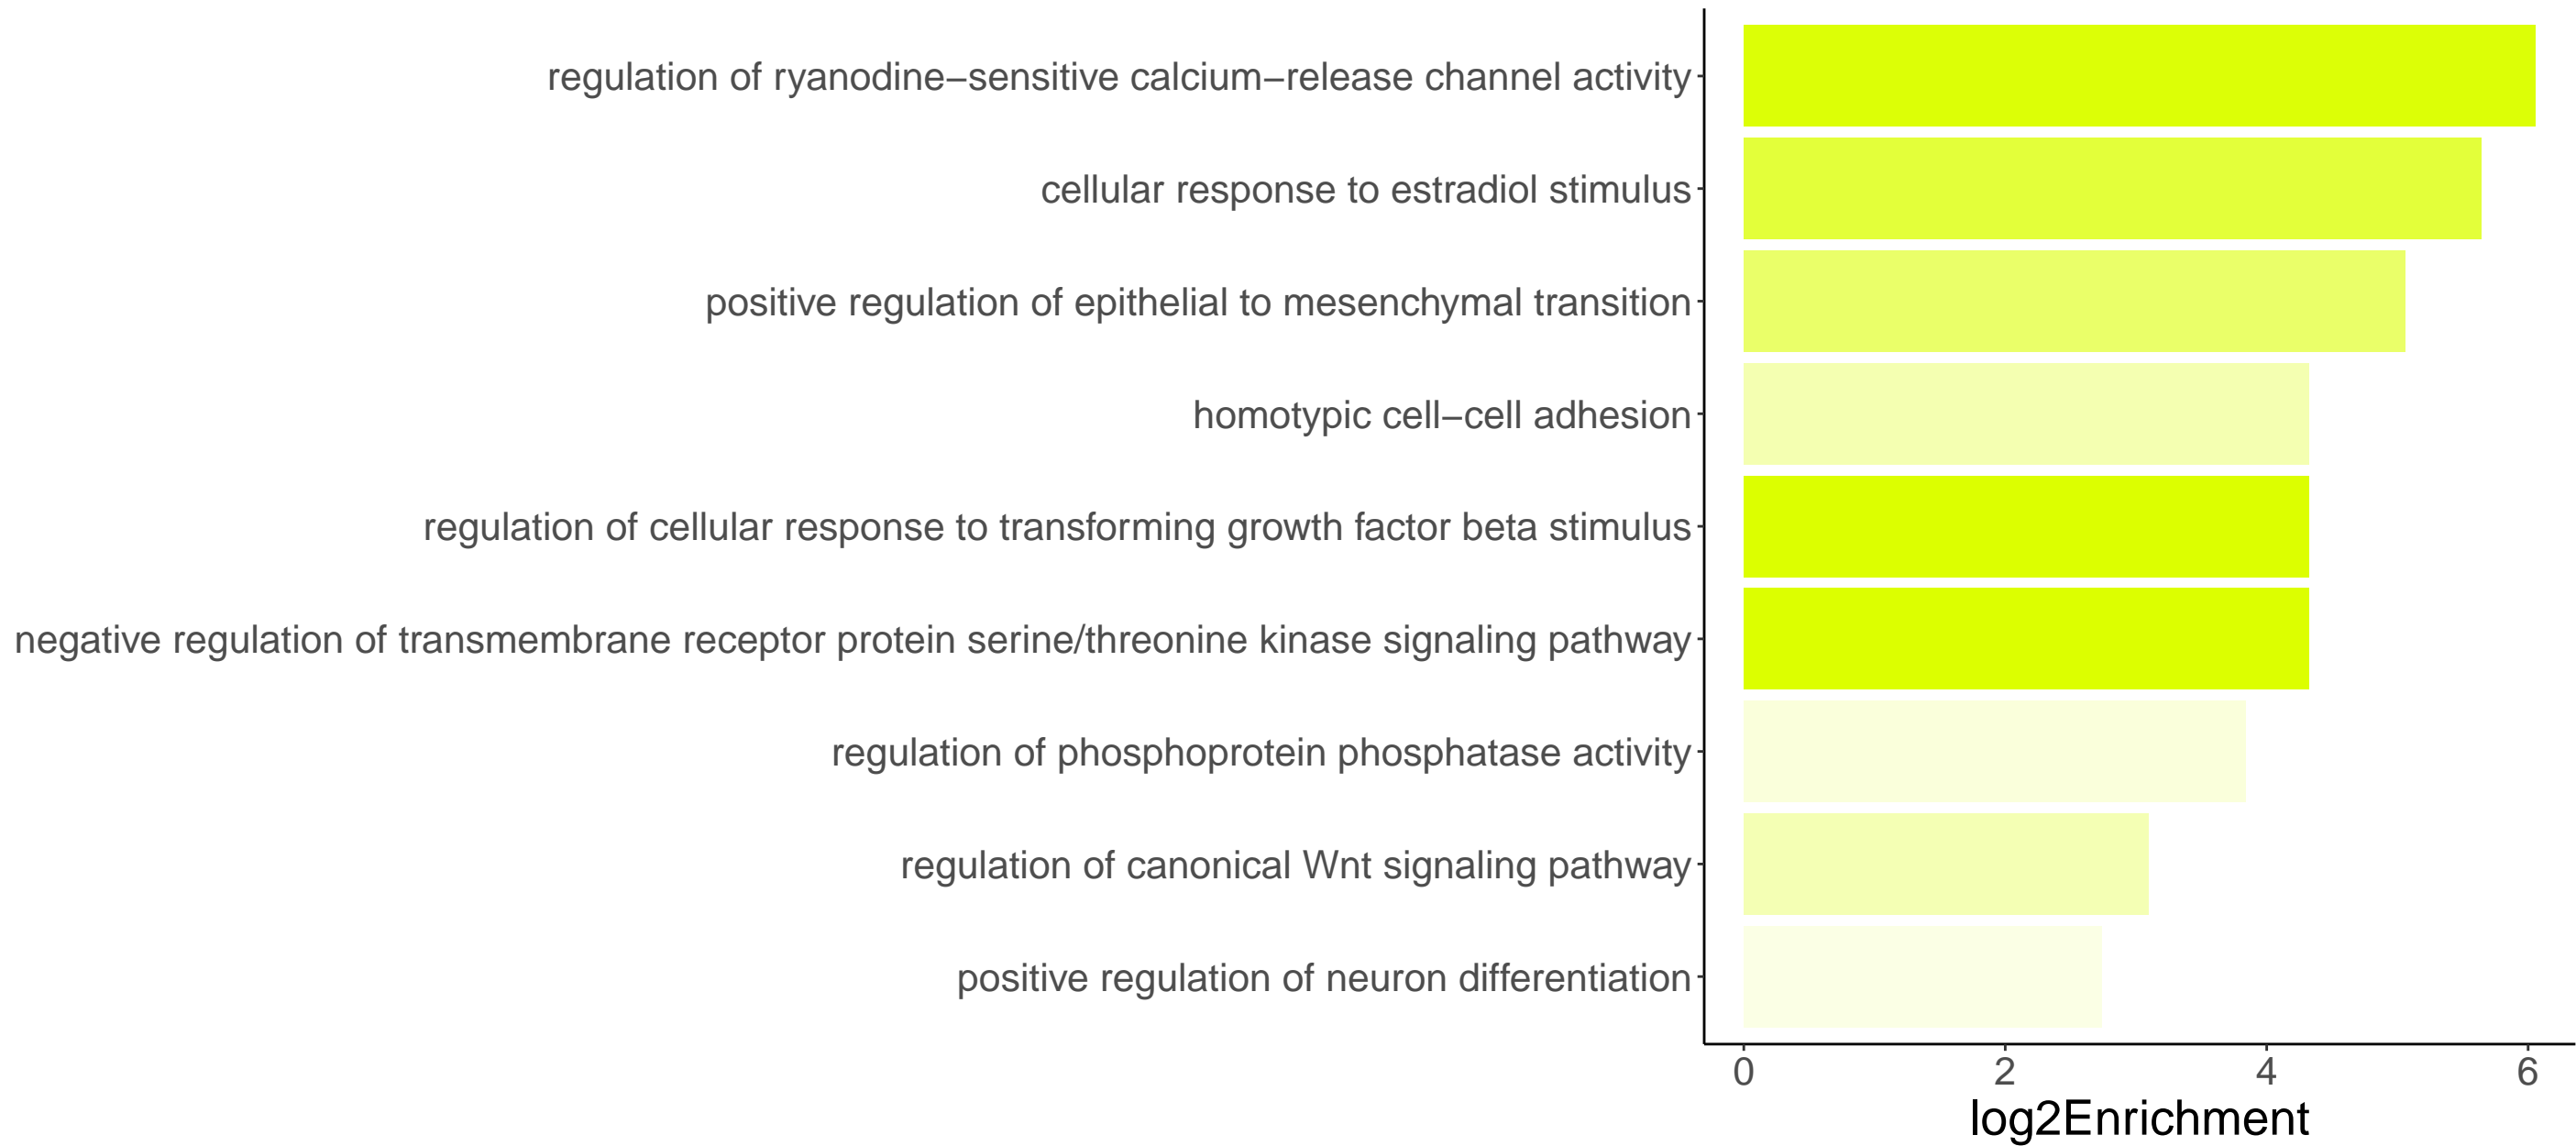 regulation of ryanodine−sensitive calcium−release channel activity
cellular response to estradiol stimulus
positive regulation of epithelial to mesenchymal transition
homotypic cell−cell adhesion
regulation of cellular response to transforming growth factor beta stimulus
negative regulation of transmembrane receptor protein serine/threonine kinase signaling pathway
regulation of phosphoprotein phosphatase activity
regulation of canonical Wnt signaling pathway
positive regulation of neuron differentiation
0 2 4 6
log2Enrichment